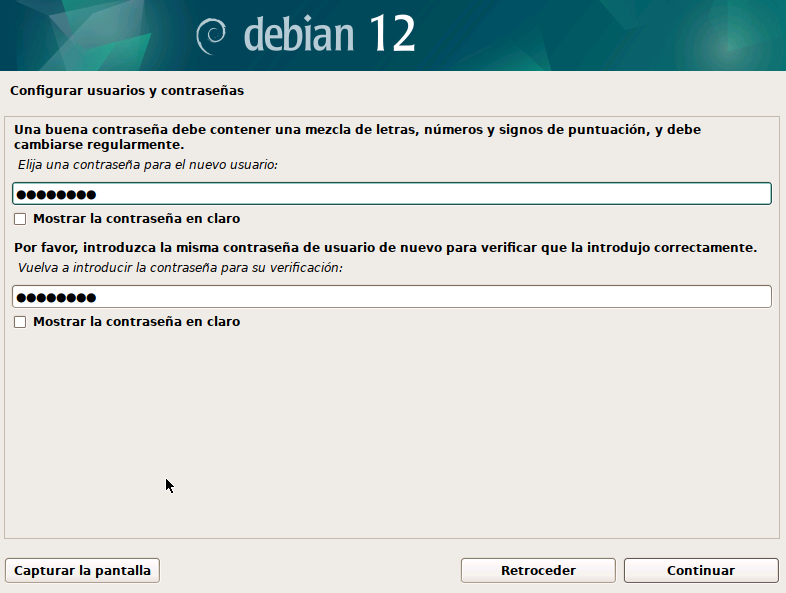 debian 12
Configurar usuarios y contraseñas
Una buena contraseña debe contener una mezcla de letras, números y signos de puntuación, y debe
cambiarse regularmente.
Elija una contraseña para el nuevo usuario:
●●●●●●●●
Mostrar la contraseña en claro
Por favor, introduzca la misma contraseña de usuario de nuevo para verificar que la introdujo correctamente.
Vuelva a introducir la contraseña para su verificación:
●●●●●●●●
Mostrar la contraseña en claro
Capturar la pantalla
Retroceder
Continuar